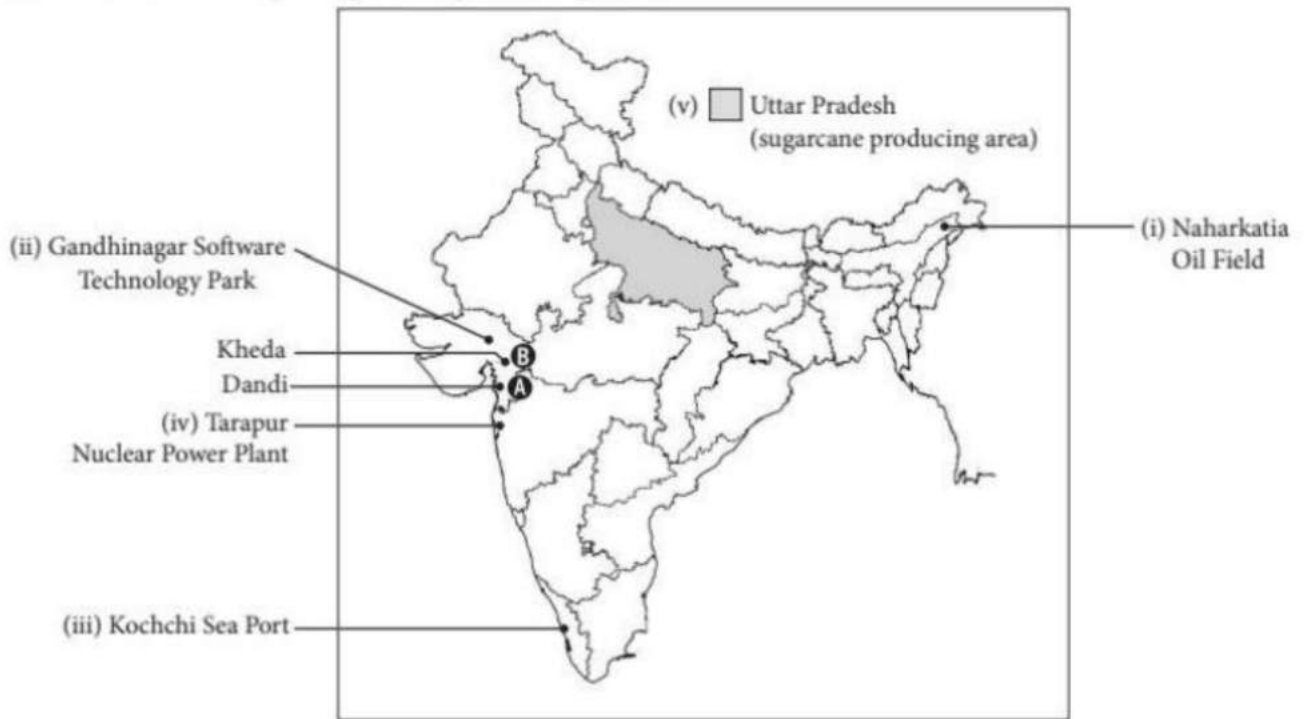 (v) Uttar Pradesh
(sugarcane producing area)
(i) Naharkatia
Oil Field
(ii) Gandhinagar Software
Technology Park
Kheda
B
Dandi
A
(iv) Tarapur
Nuclear Power Plant
(iii) Kochchi Sea Port